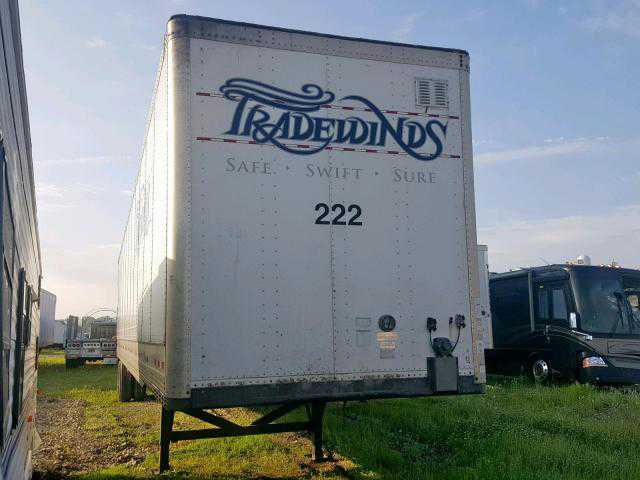 TRADEWINDS
SAFE · SWIFT · SURE
222